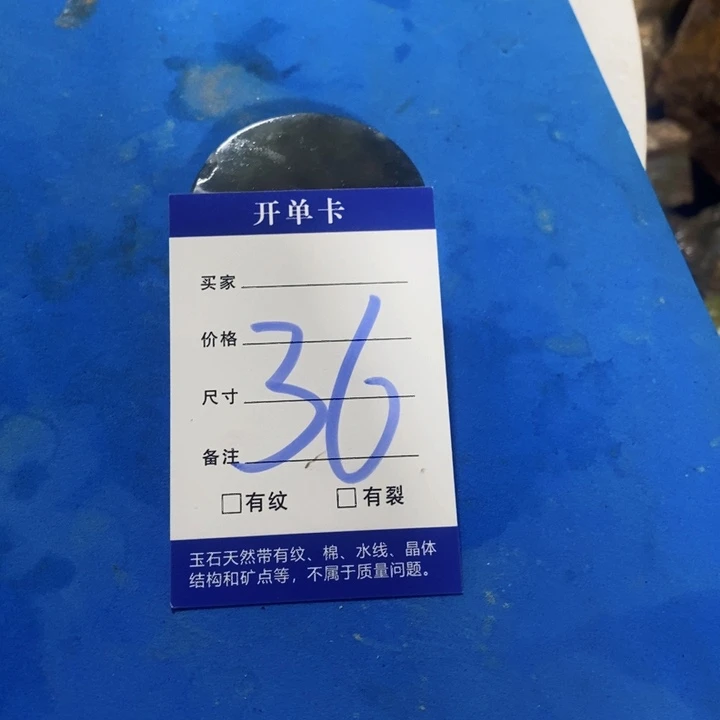 开单卡
买家
价格
尺寸
备注
36
有纹 有裂
玉石天然带有纹、棉、水线、晶体
结构和矿点等，不属于质量问题。